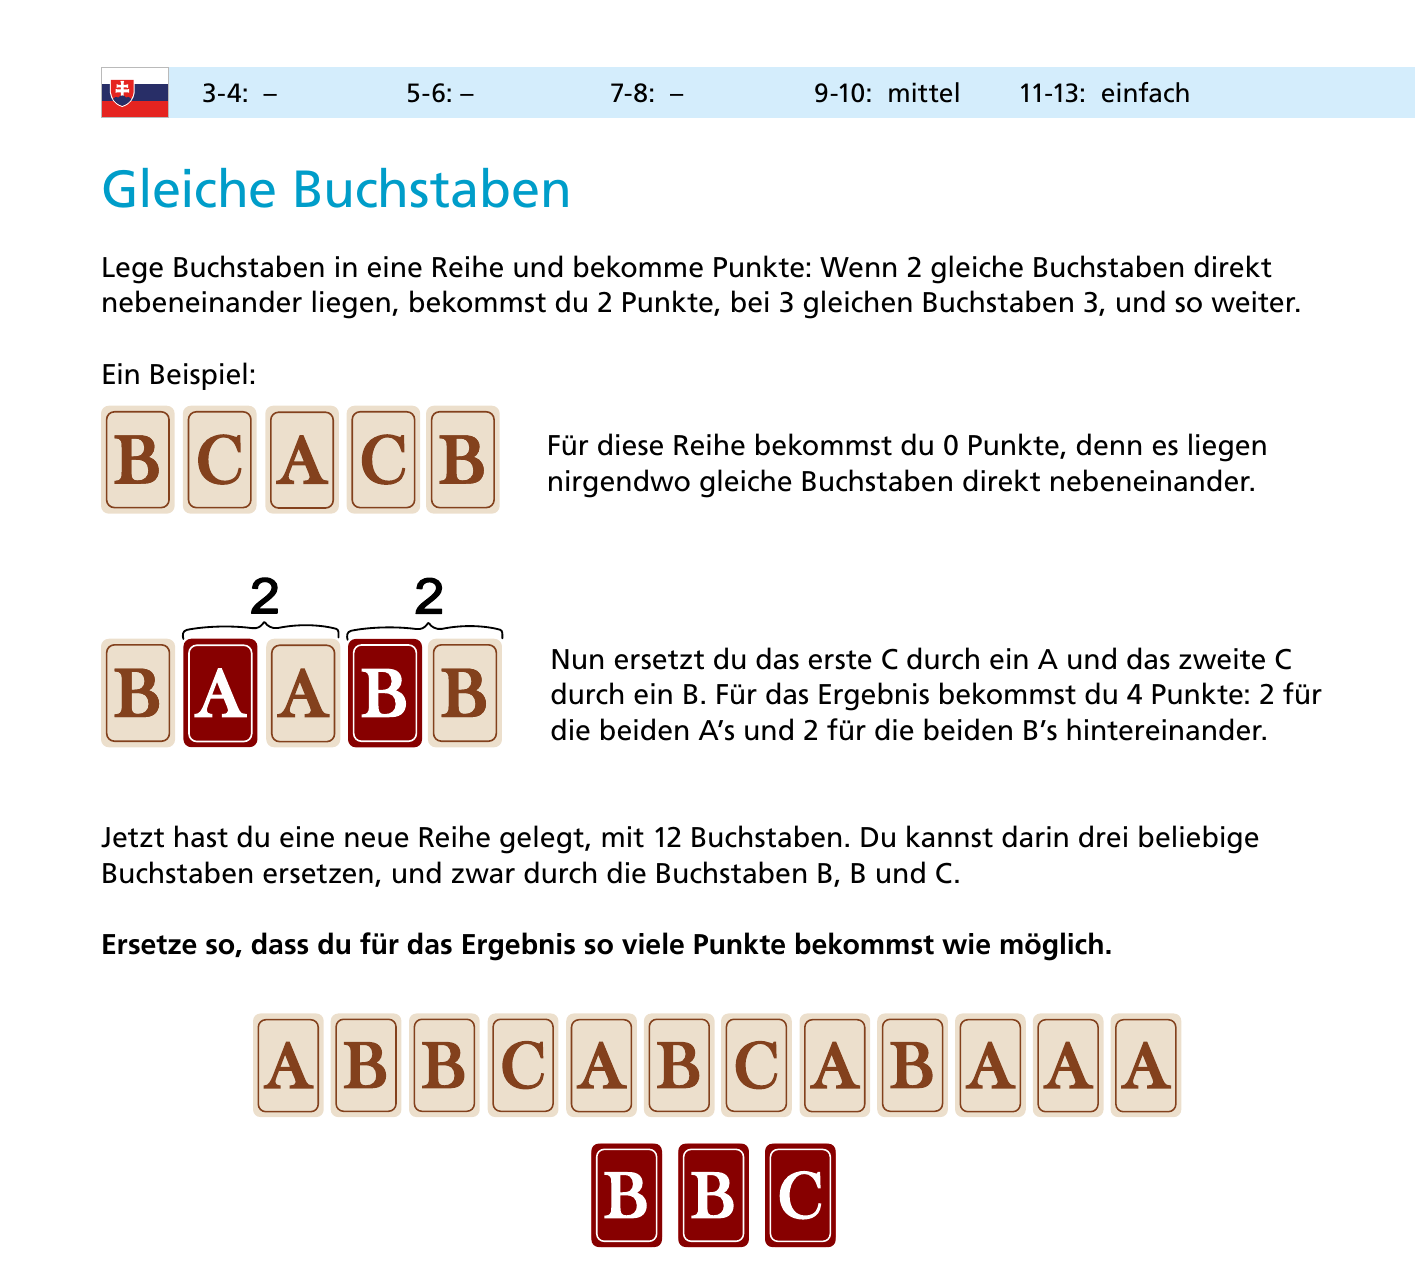 3-4: – 5-6: – 7-8: – 9-10: mittel 11-13: einfach
Gleiche Buchstaben
Lege Buchstaben in eine Reihe und bekomme Punkte: Wenn 2 gleiche Buchstaben direkt
nebeneinander liegen, bekommst du 2 Punkte, bei 3 gleichen Buchstaben 3, und so weiter.
Ein Beispiel:
B C A C B
Für diese Reihe bekommst du 0 Punkte, denn es liegen
nirgendwo gleiche Buchstaben direkt nebeneinander.
2 2
B A A B B
Nun ersetzt du das erste C durch ein A und das zweite C
durch ein B. Für das Ergebnis bekommst du 4 Punkte: 2 für
die beiden A’s und 2 für die beiden B’s hintereinander.
Jetzt hast du eine neue Reihe gelegt, mit 12 Buchstaben. Du kannst darin drei beliebige
Buchstaben ersetzen, und zwar durch die Buchstaben B, B und C.
Ersetze so, dass du für das Ergebnis so viele Punkte bekommst wie möglich.
A B B C A B C A B A A A
B B C